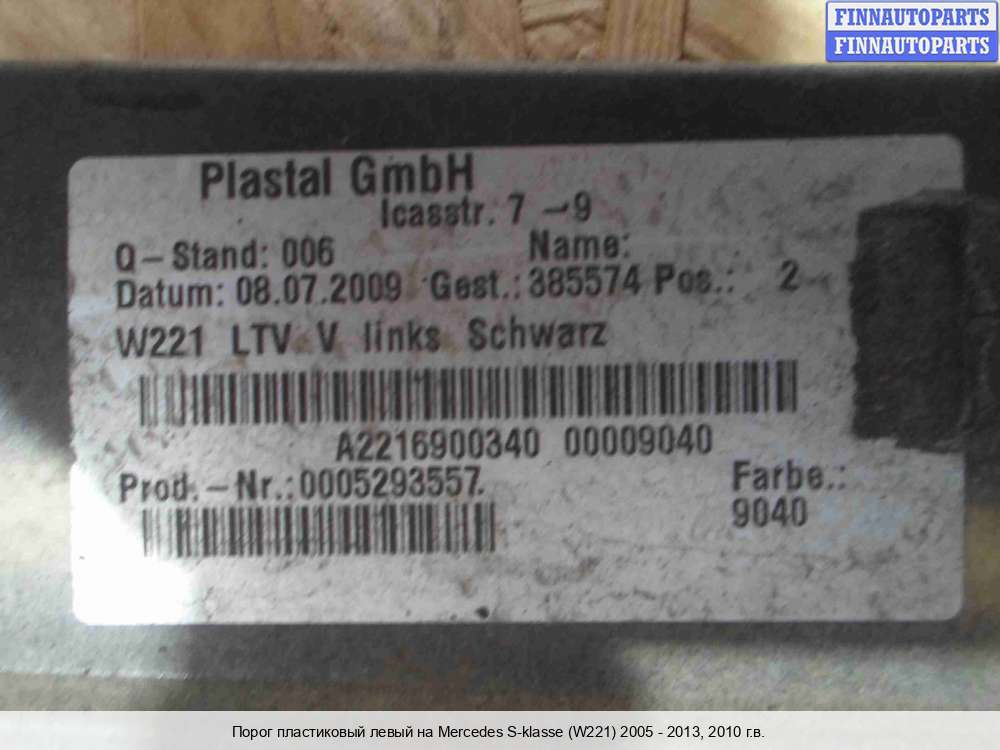 FINNAUTOPARTS
FINNAUTOPARTS
Plastal GmbH
Icasstr. 7 -9
Q-Stand: 006 Name:
Datum: 08.07.2009 Gest.: 385574 Pos.: 2
W221 LTV V links Schwarz
A2216900340 00009040
Prod.-Nr.:0005293557.
Farbe.:
9040
Порог пластиковый левый на Mercedes S-klasse (W221) 2005 - 2013, 2010 г.в.